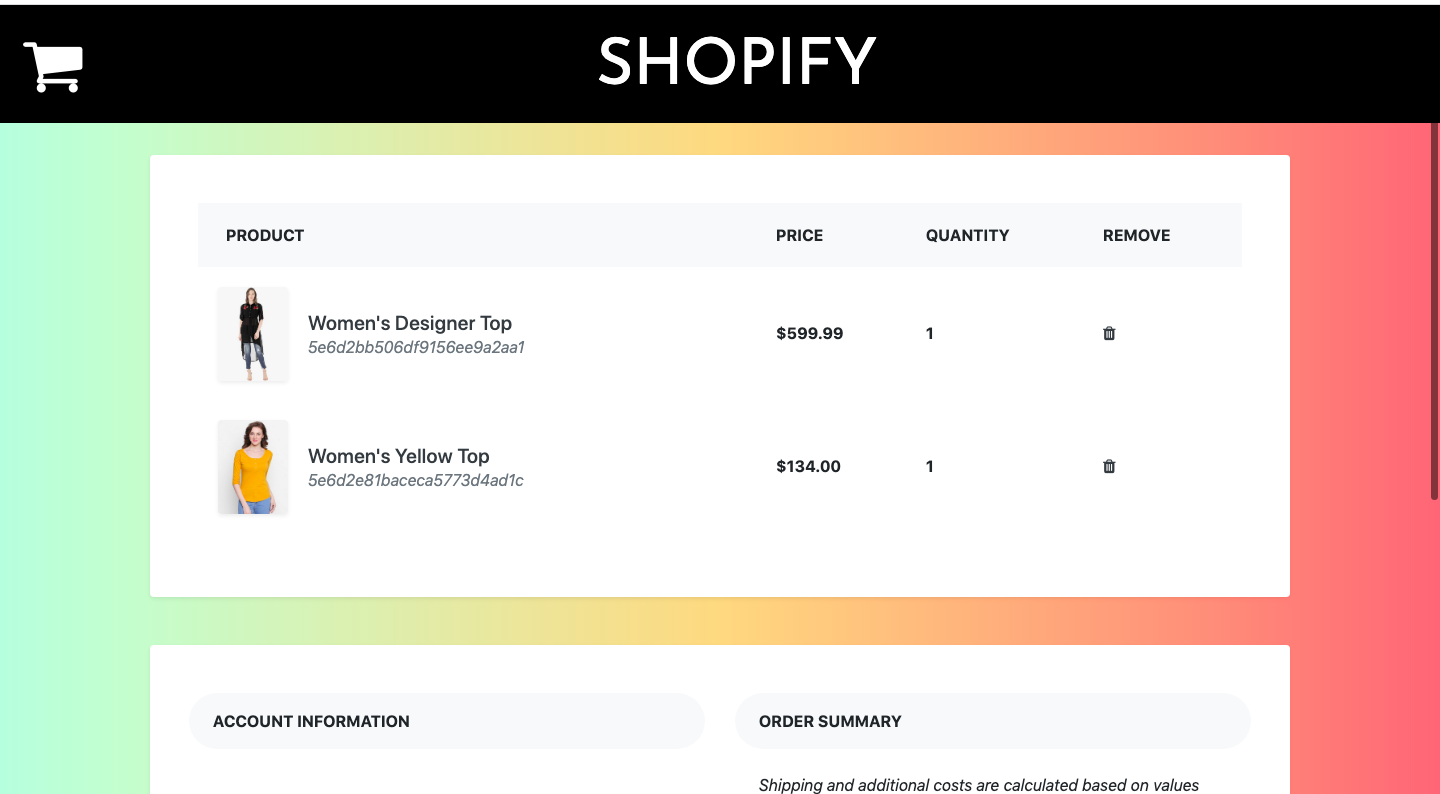 SHOPIFY
PRODUCT PRICE QUANTITY REMOVE
Women's Designer Top
5e6d2bb506df9156ee9a2aa1
$599.99 1
Women's Yellow Top
5e6d2e81baceca5773d4ad1c
$134.00 1
ACCOUNT INFORMATION
ORDER SUMMARY
Shipping and additional costs are calculated based on values